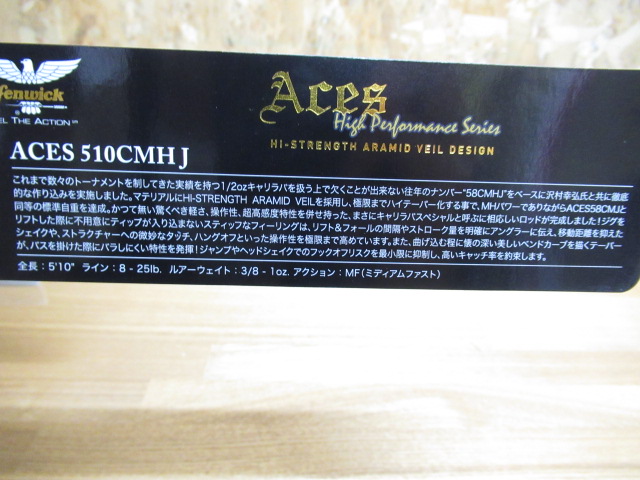 fenwick
EEL THE ACTION
Aces
High Performance Series
HI-STRENGTH ARAMID VEIL DESIGN
ACES 510CMH J
これまで数々のトーナメントを制してきた実績を持つ1/2ozキャリラバを扱う上で欠くことが出来ない往年のナンバー"58CMHJ"をベースに沢村幸弘氏と共に徹底
的な作り込みを実施しました。マテリアルにHI-STRENGTH ARAMID VEILを採用し、極限までハイテーパー化する事で、MHパワーでありながらACES58CMJと
同等の標準自重を達成。かつて無い驚くべき軽さ、操作性、超高感度特性を併せ持った、まさにキャリラバスペシャルと呼ぶに相応しいロッドが完成しました！ジグを
リフトした際に不用意にティップが入り込まないスティッフなフィーリングは、リフト&フォールの間隔やストローク量を明確にアングラーに伝え、移動距離を抑えた
シェイクや、ストラクチャーへの微妙なタッチ、ハングオフといった操作性を極限まで高めています。また、曲げ込む程に懐の深い美しいベンドカーブを描くテーパー
が、バスを掛けた際にバラしにくい特性を発揮！ジャンプやヘッドシェイクでのフックオフリスクを最小限に抑制し、高いキャッチ率を約束します。
全長：5'10" ライン：8 - 25lb. ルアーウェイト：3/8 - 1oz. アクション：MF(ミディアムファスト)